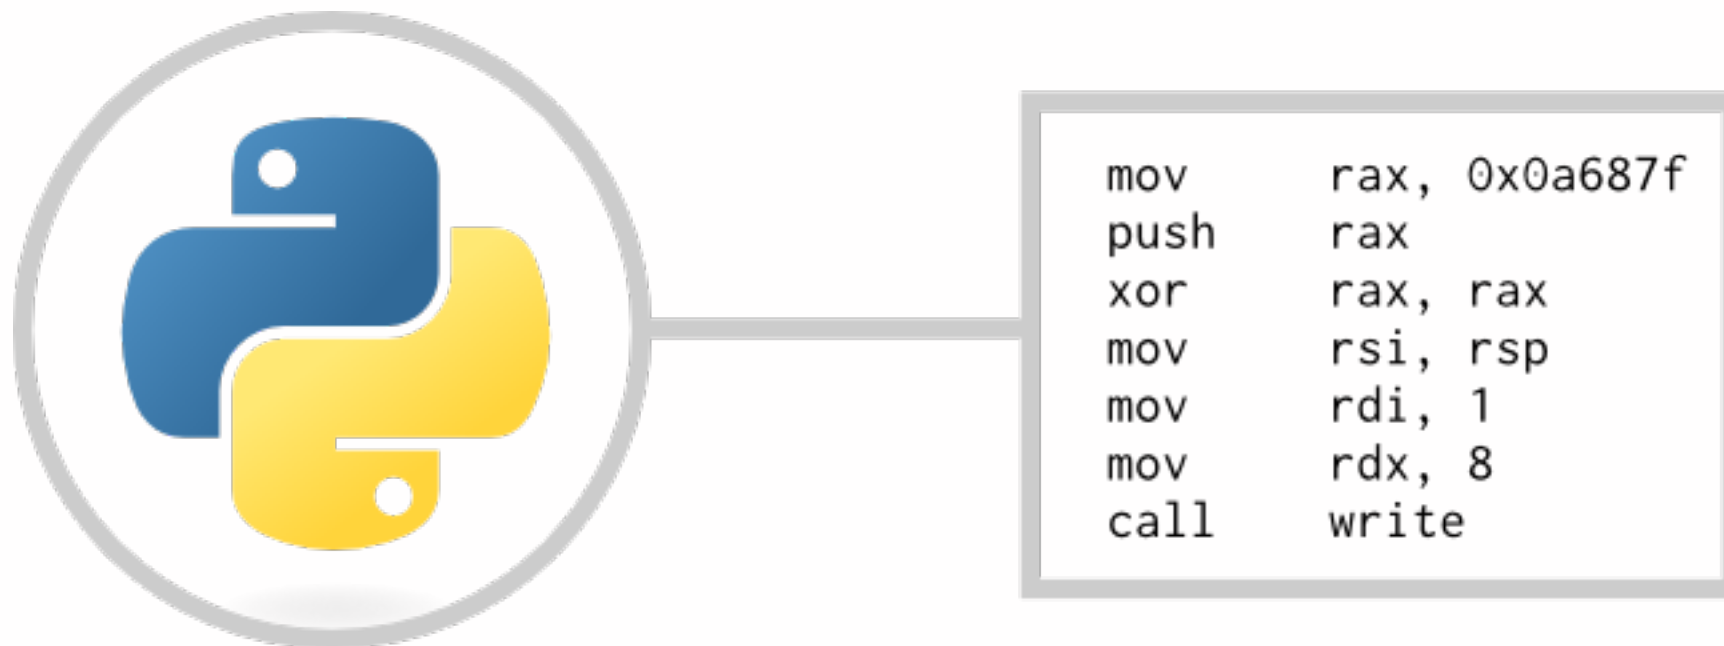 mov rax, 0x0a687f
push rax
xor rax, rax
mov rsi, rsp
mov rdi, 1
mov rdx, 8
call write